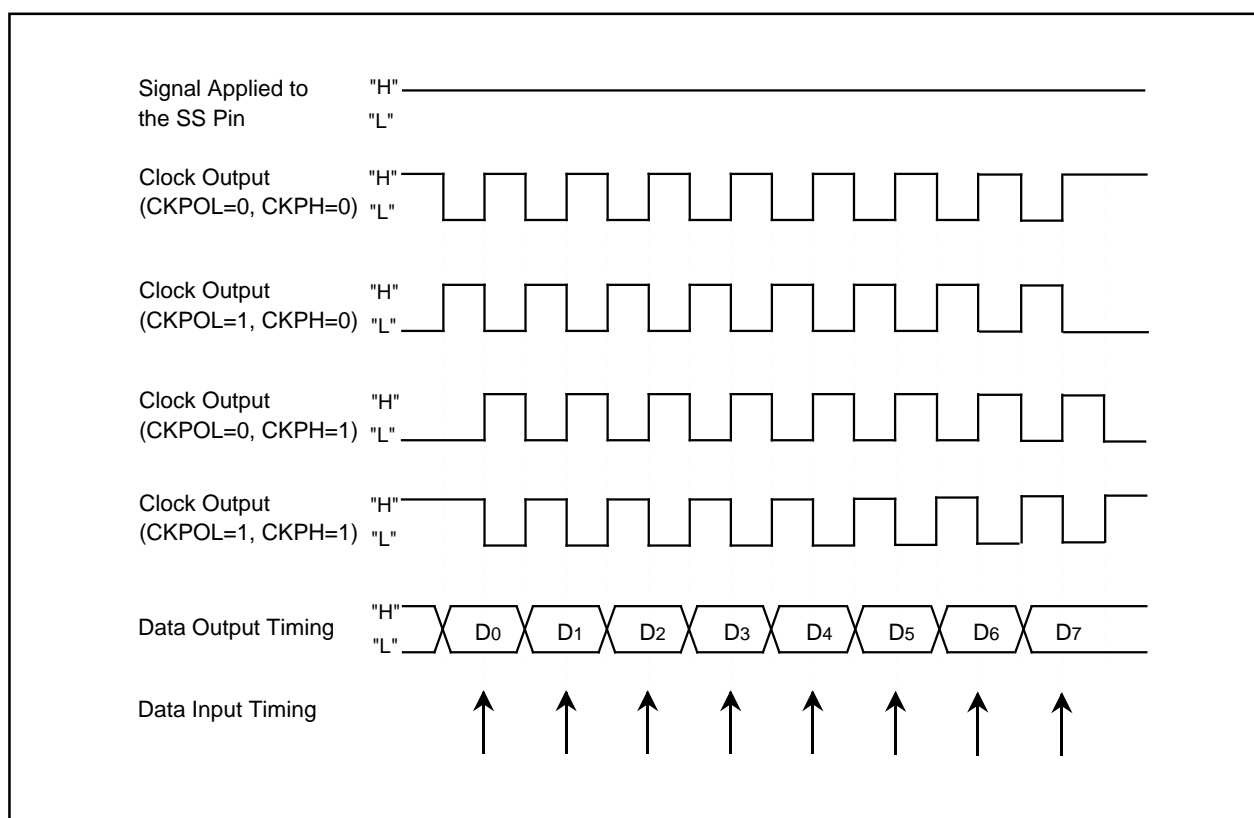 Signal Applied to "H"
the SS Pin "L"
Clock Output "H"
(CKPOL=0, CKPH=0) "L"
Clock Output "H"
(CKPOL=1, CKPH=0) "L"
Clock Output "H"
(CKPOL=0, CKPH=1) "L"
Clock Output "H"
(CKPOL=1, CKPH=1) "L"
"H"
Data Output Timing D0 D1 D2 D3 D4 D5 D6 D7
"L"
Data Input Timing